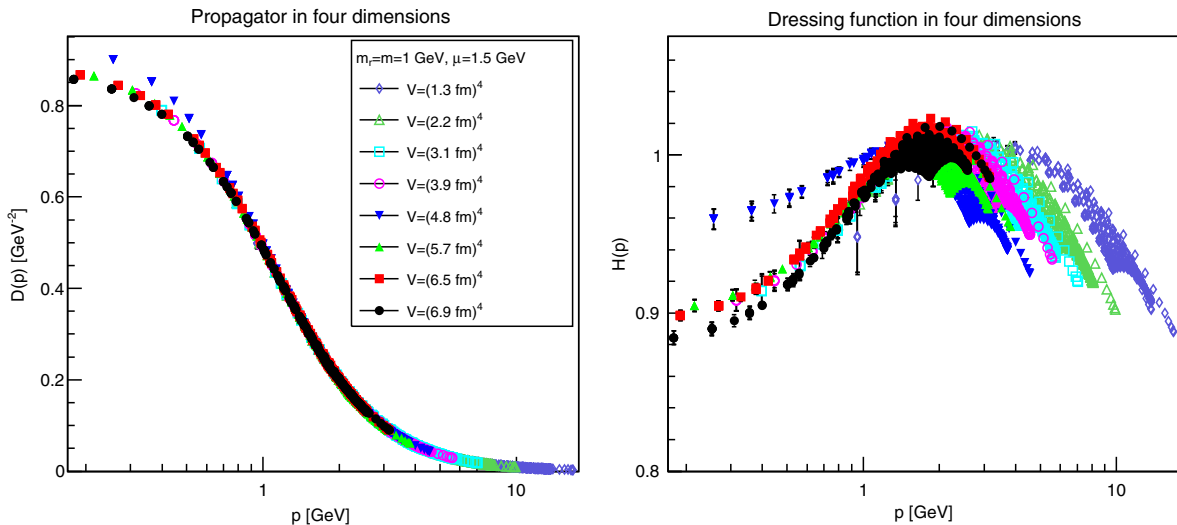 Propagator in four dimensions
D(p) [GeV⁻²]
0.8
0.6
0.4
0.2
0
1
10
p [GeV]
mᵣ=m=1 GeV, μ=1.5 GeV
V=(1.3 fm)⁴
V=(2.2 fm)⁴
V=(3.1 fm)⁴
V=(3.9 fm)⁴
V=(4.8 fm)⁴
V=(5.7 fm)⁴
V=(6.5 fm)⁴
V=(6.9 fm)⁴
Dressing function in four dimensions
H(p)
1
0.9
0.8
1
10
p [GeV]